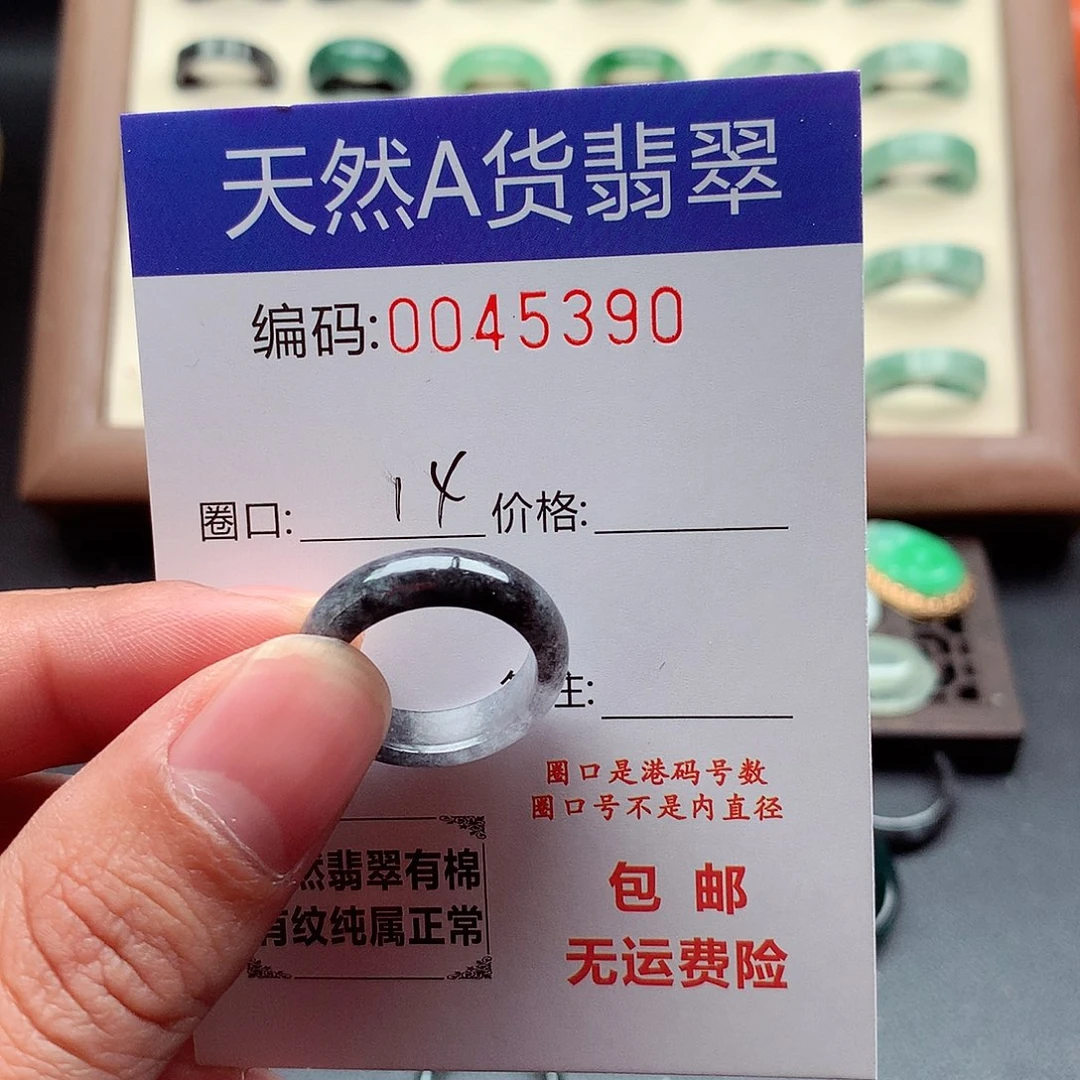 天然A货翡翠
编码:0045390
圈口: 14 价格:
注:
圈口是港码号数
圈口号不是内直径
然翡翠有棉
有纹纯属正常
包 邮
无运费险